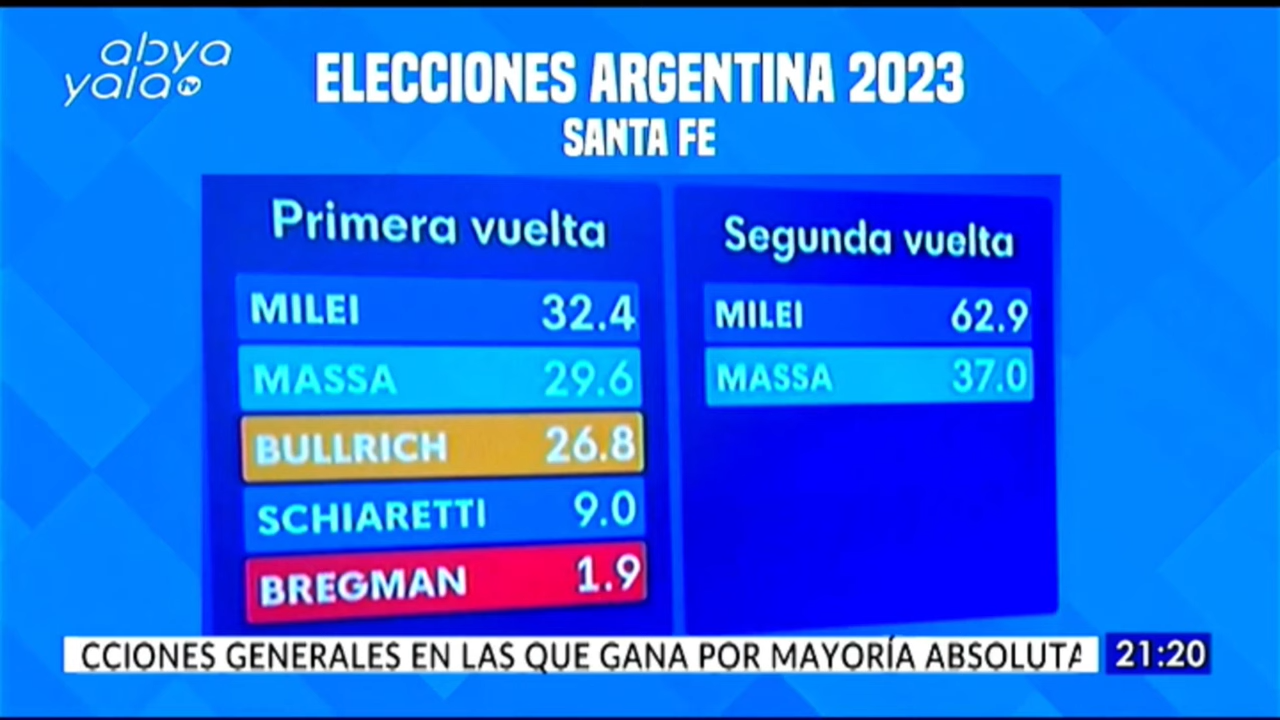 abya
yala tv
ELECCIONES ARGENTINA 2023
SANTA FE
Primera vuelta
MILEI 32.4
MASSA 29.6
BULLRICH 26.8
SCHIARETTI 9.0
BREGMAN 1.9
Segunda vuelta
MILEI 62.9
MASSA 37.0
CCIONES GENERALES EN LAS QUE GANA POR MAYORÍA ABSOLUTA 21:20